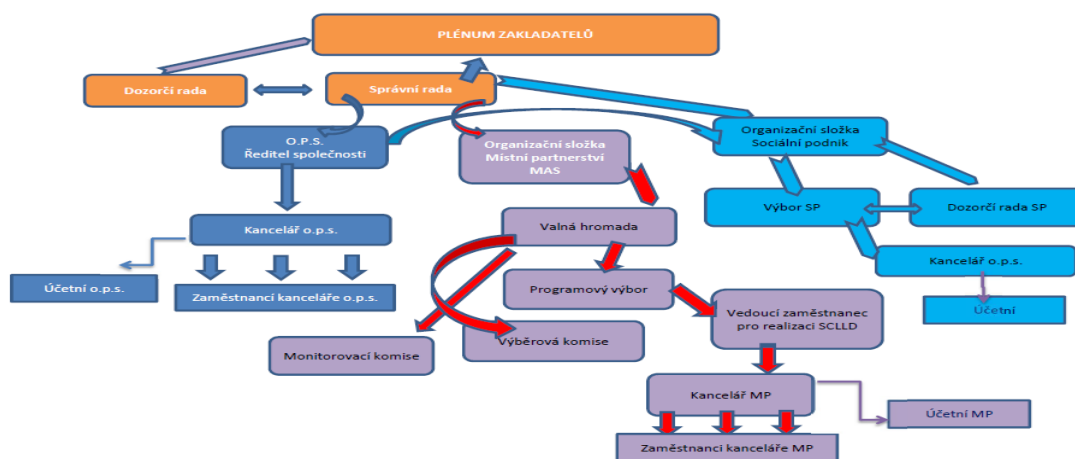 PLÉNUM ZAKLADATELŮ
Dozorčí rada
Správní rada
O.P.S.
Ředitel společnosti
Organizační složka
Místní partnerství
MAS
Organizační složka
Sociální podnik
Výbor SP
Dozorčí rada SP
Kancelář o.p.s.
Valná hromada
Kancelář o.p.s.
Účetní o.p.s.
Zaměstnanci kanceláře o.p.s.
Programový výbor
Účetní
Vedoucí zaměstnanec
pro realizaci SCLLD
Monitorovací komise
Výběrová komise
Kancelář MP
Účetní MP
Zaměstnanci kanceláře MP